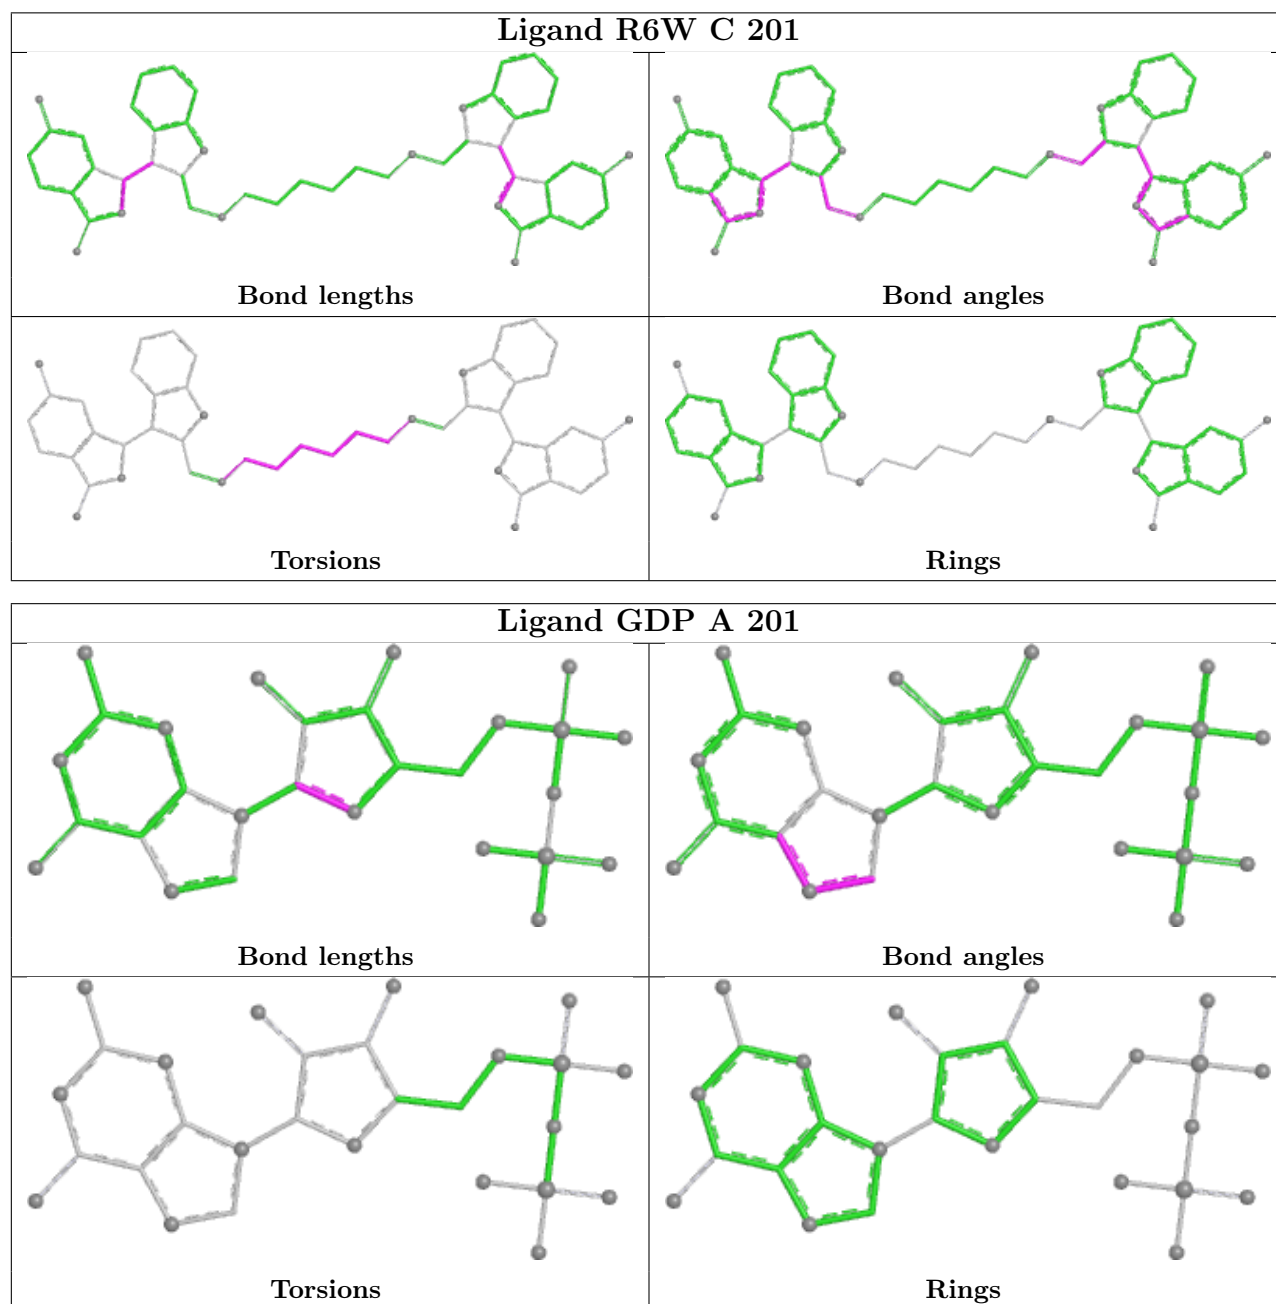 Ligand R6W C 201
Bond lengths
Bond angles
Torsions
Rings
Ligand GDP A 201
Bond lengths
Bond angles
Torsions
Rings